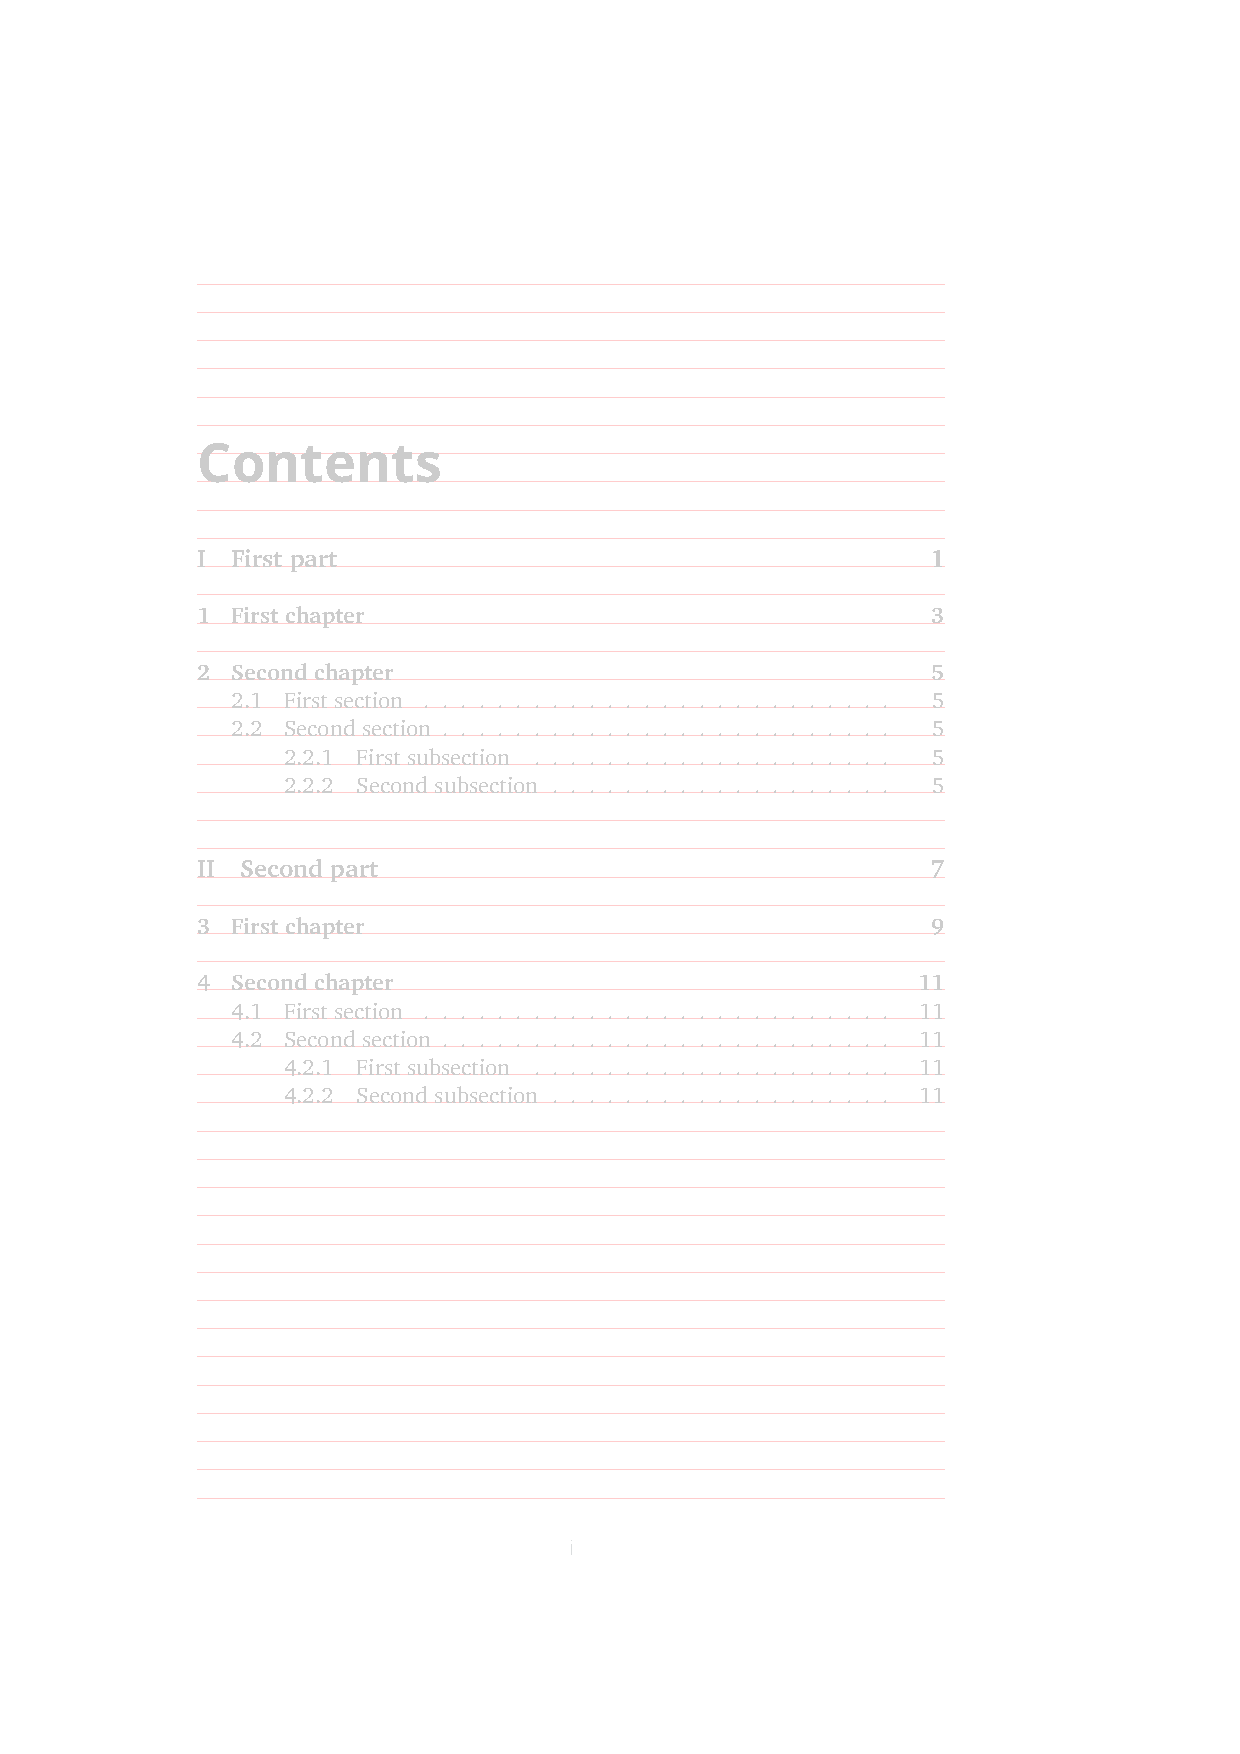 Contents
I First part 1
1 First chapter 3
2 Second chapter 5
2.1 First section . . . . . . . . . . . . . . . . . . . . . . . . . . 5
2.2 Second section . . . . . . . . . . . . . . . . . . . . . . . . . 5
2.2.1 First subsection . . . . . . . . . . . . . . . . . . . . 5
2.2.2 Second subsection . . . . . . . . . . . . . . . . . . . 5
II Second part 7
3 First chapter 9
4 Second chapter 11
4.1 First section . . . . . . . . . . . . . . . . . . . . . . . . . . 11
4.2 Second section . . . . . . . . . . . . . . . . . . . . . . . . . 11
4.2.1 First subsection . . . . . . . . . . . . . . . . . . . . 11
4.2.2 Second subsection . . . . . . . . . . . . . . . . . . . 11
i